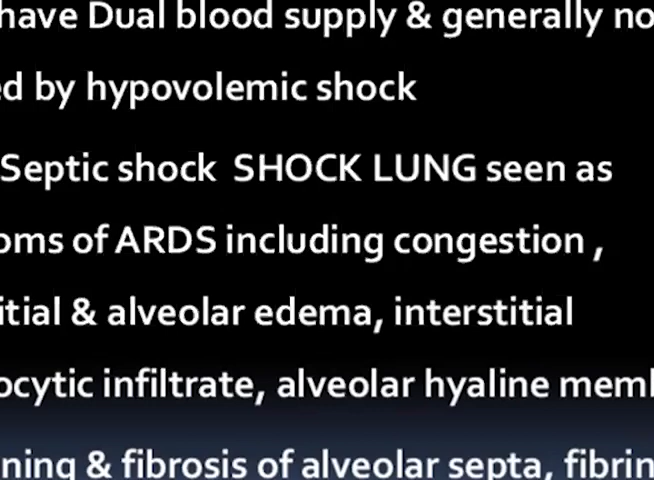 have Dual blood supply & generally no
ed by hypovolemic shock
Septic shock SHOCK LUNG seen as
oms of ARDS including congestion ,
itial & alveolar edema, interstitial
ocytic infiltrate, alveolar hyaline mem
ning & fibrosis of alveolar septa, fibrin